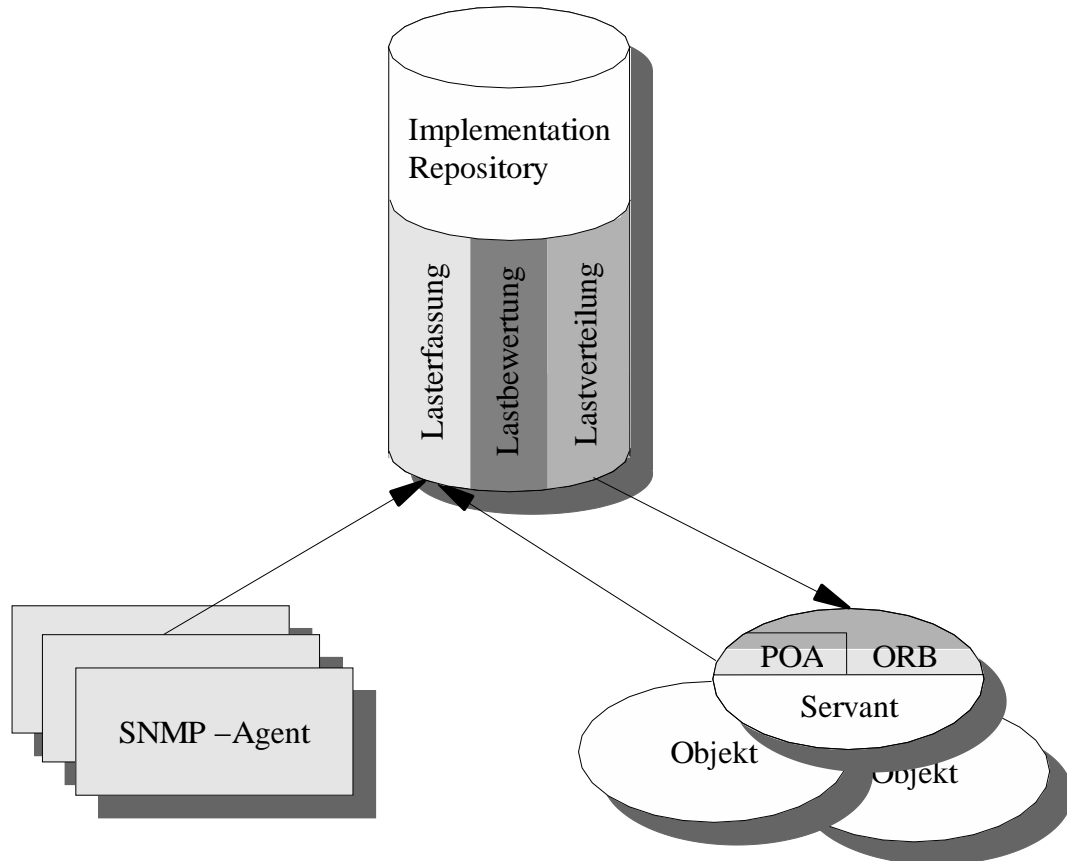 Implementation
Repository
Lasterfassung
Lastbewertung
Lastverteilung
POA
ORB
Servant
SNMP –Agent
Objekt
Objekt